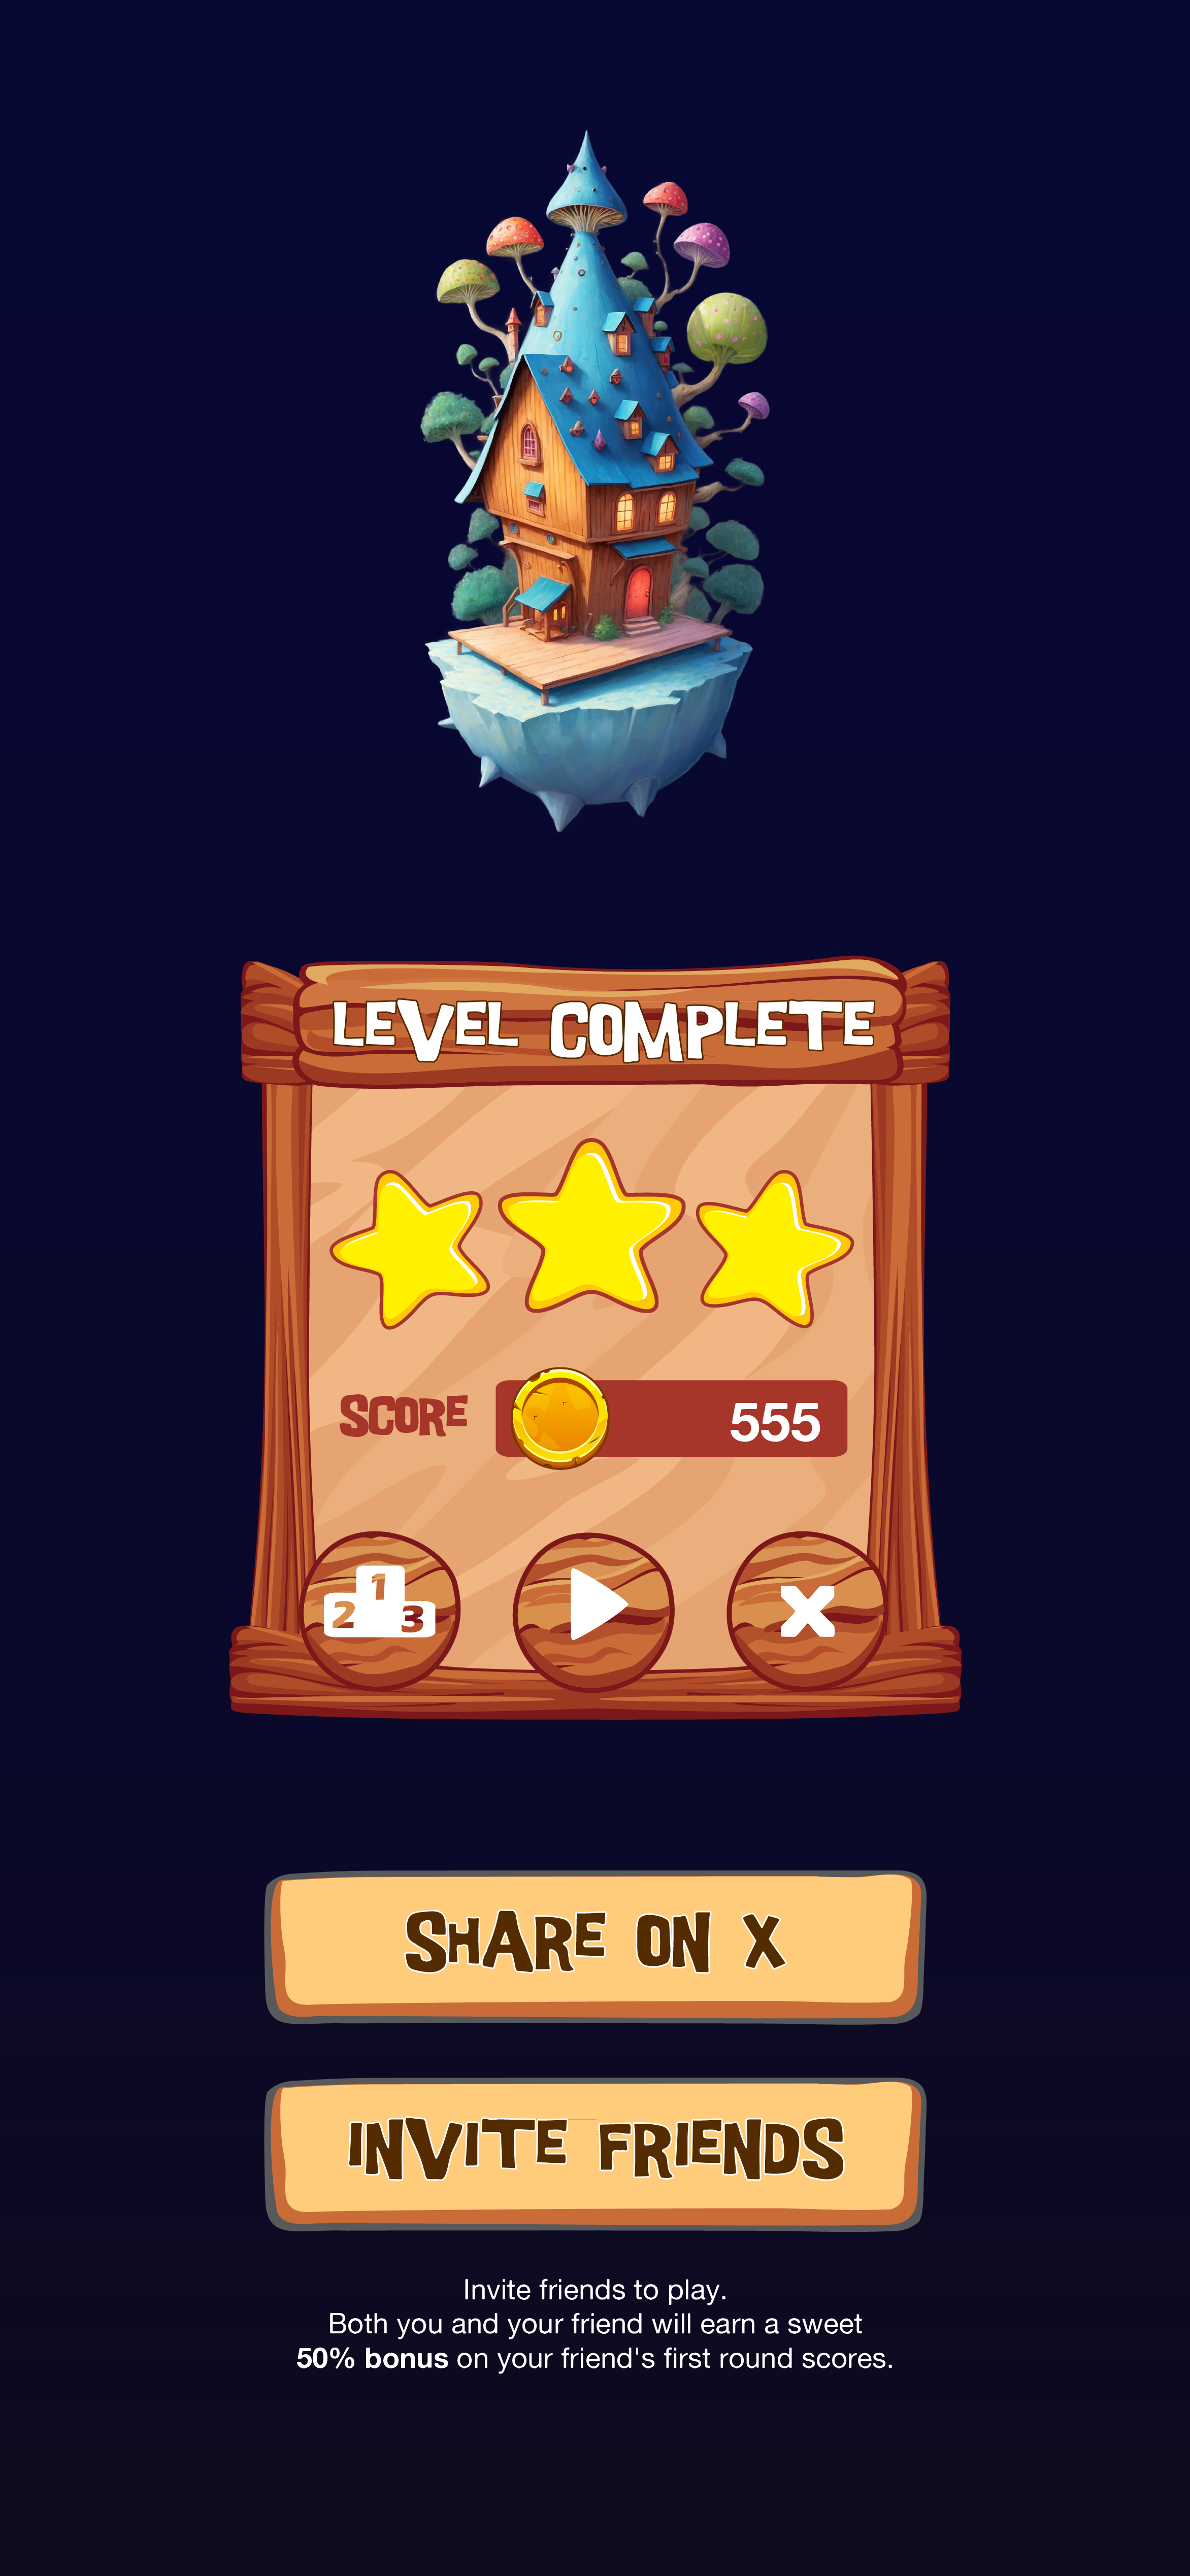 LEVEL COMPLETE
SCORE
555
1
2 3
SHARE ON X
INVITE FRIENDS
Invite friends to play.
Both you and your friend will earn a sweet
50% bonus on your friend's first round scores.